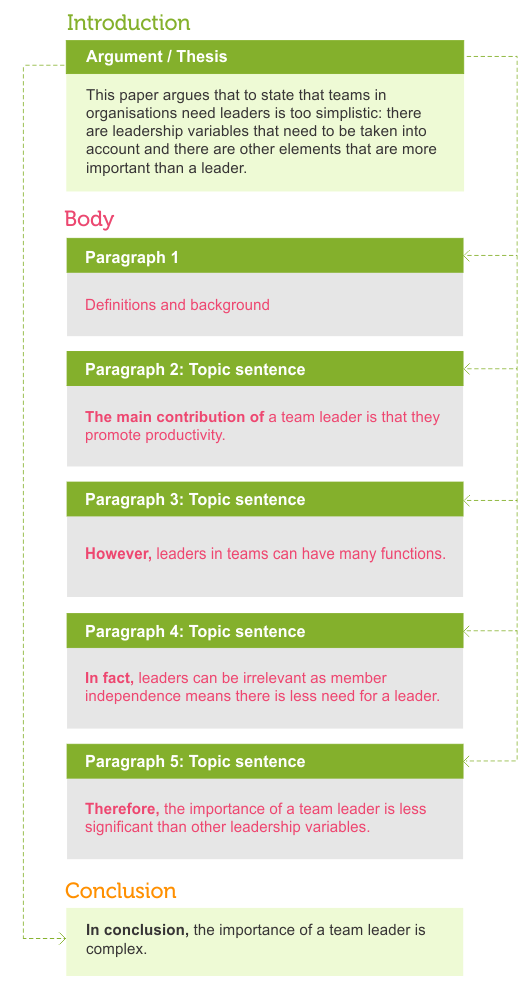 Introduction
Argument / Thesis
This paper argues that to state that teams in
organisations need leaders is too simplistic: there
are leadership variables that need to be taken into
account and there are other elements that are more
important than a leader.
Body
Paragraph 1
Definitions and background
Paragraph 2: Topic sentence
The main contribution of a team leader is that they
promote productivity.
Paragraph 3: Topic sentence
However, leaders in teams can have many functions.
Paragraph 4: Topic sentence
In fact, leaders can be irrelevant as member
independence means there is less need for a leader.
Paragraph 5: Topic sentence
Therefore, the importance of a team leader is less
significant than other leadership variables.
Conclusion
In conclusion, the importance of a team leader is
complex.